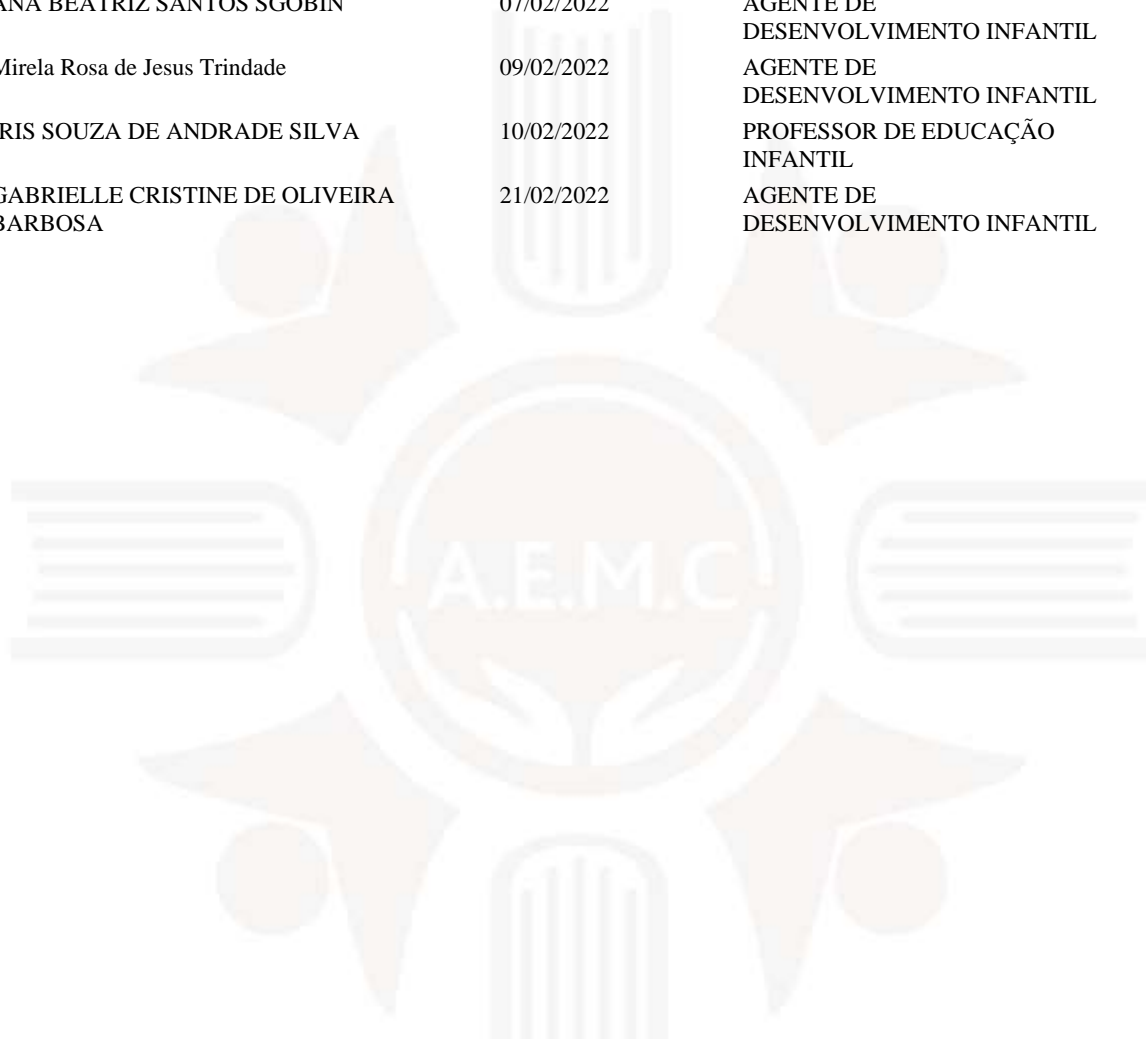 ANA BEATRIZ SANTOS SGOBIN 07/02/2022 AGENTE DE
DESENVOLVIMENTO INFANTIL
Mirela Rosa de Jesus Trindade 09/02/2022 AGENTE DE
DESENVOLVIMENTO INFANTIL
RIS SOUZA DE ANDRADE SILVA 10/02/2022 PROFESSOR DE EDUCAÇÃO
INFANTIL
GABRIELLE CRISTINE DE OLIVEIRA 21/02/2022 AGENTE DE
BARBOSA DESENVOLVIMENTO INFANTIL
A.E.M.C